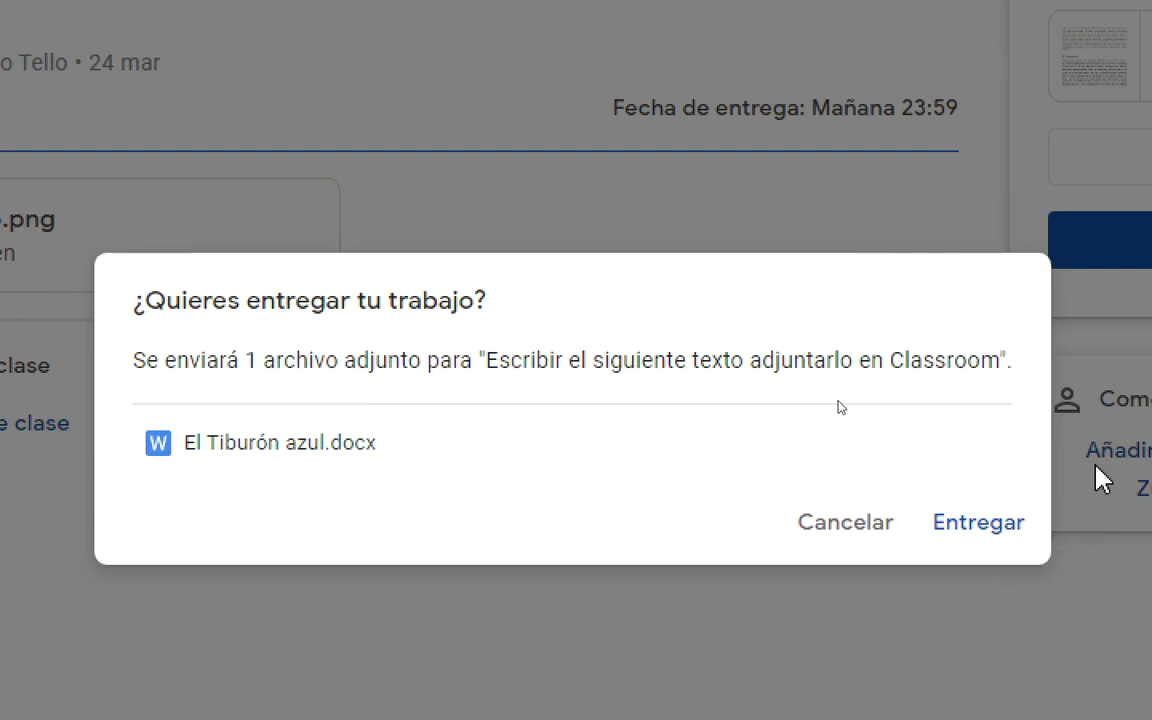 o Tello • 24 mar
Fecha de entrega: Mañana 23:59
.png
en
clase
e clase
¿Quieres entregar tu trabajo?
Se enviará 1 archivo adjunto para "Escribir el siguiente texto adjuntarlo en Classroom".
W El Tiburón azul.docx
Cancelar Entregar
Com
Añadir